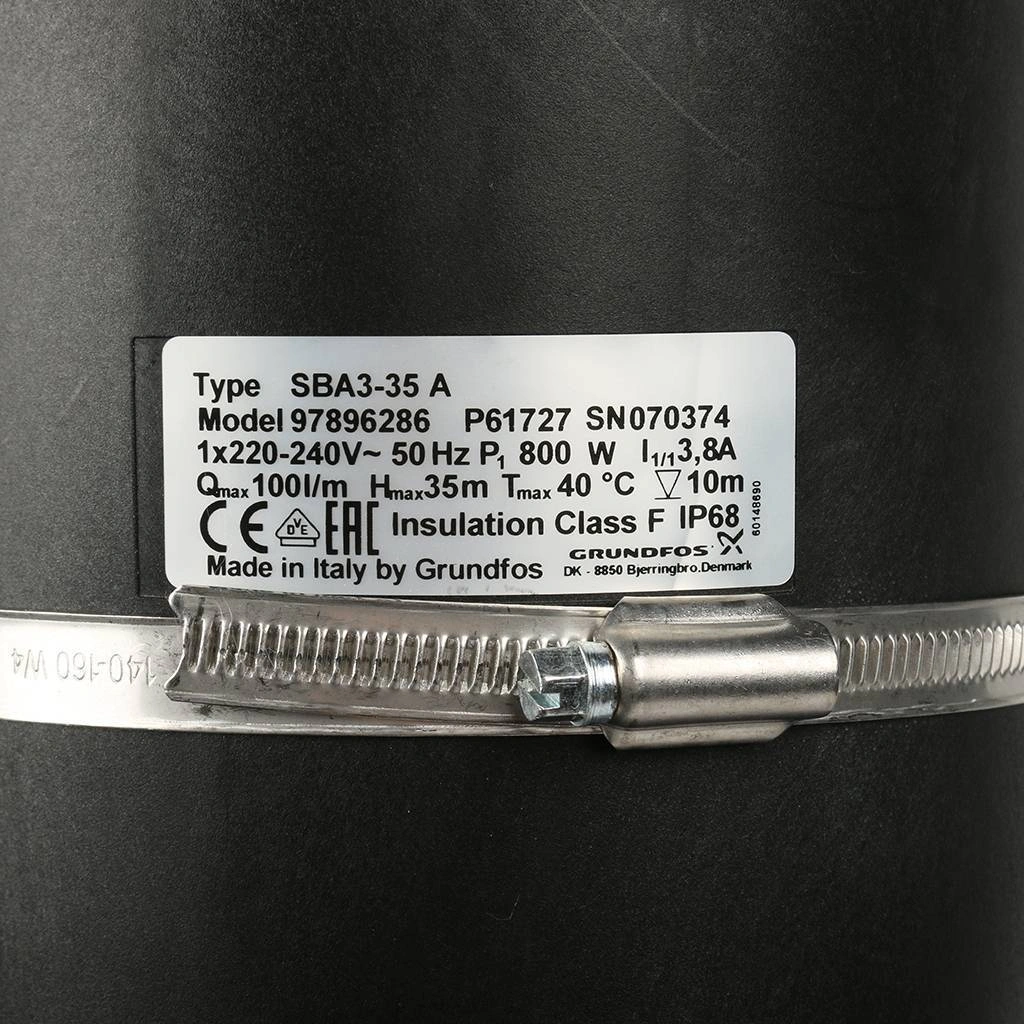 Type SBA3-35 A
Model 97896286 P61727 SN070374
1x220-240V~ 50 Hz P1 800 W I1/1 3,8A
Qmax 100l/m Hmax 35m Tmax 40 °C 10m
CE DVE EAC Insulation Class F IP68
60148690
GRUNDFOS
Made in Italy by Grundfos DK - 8850 Bjerringbro.Denmark
140-160 W4